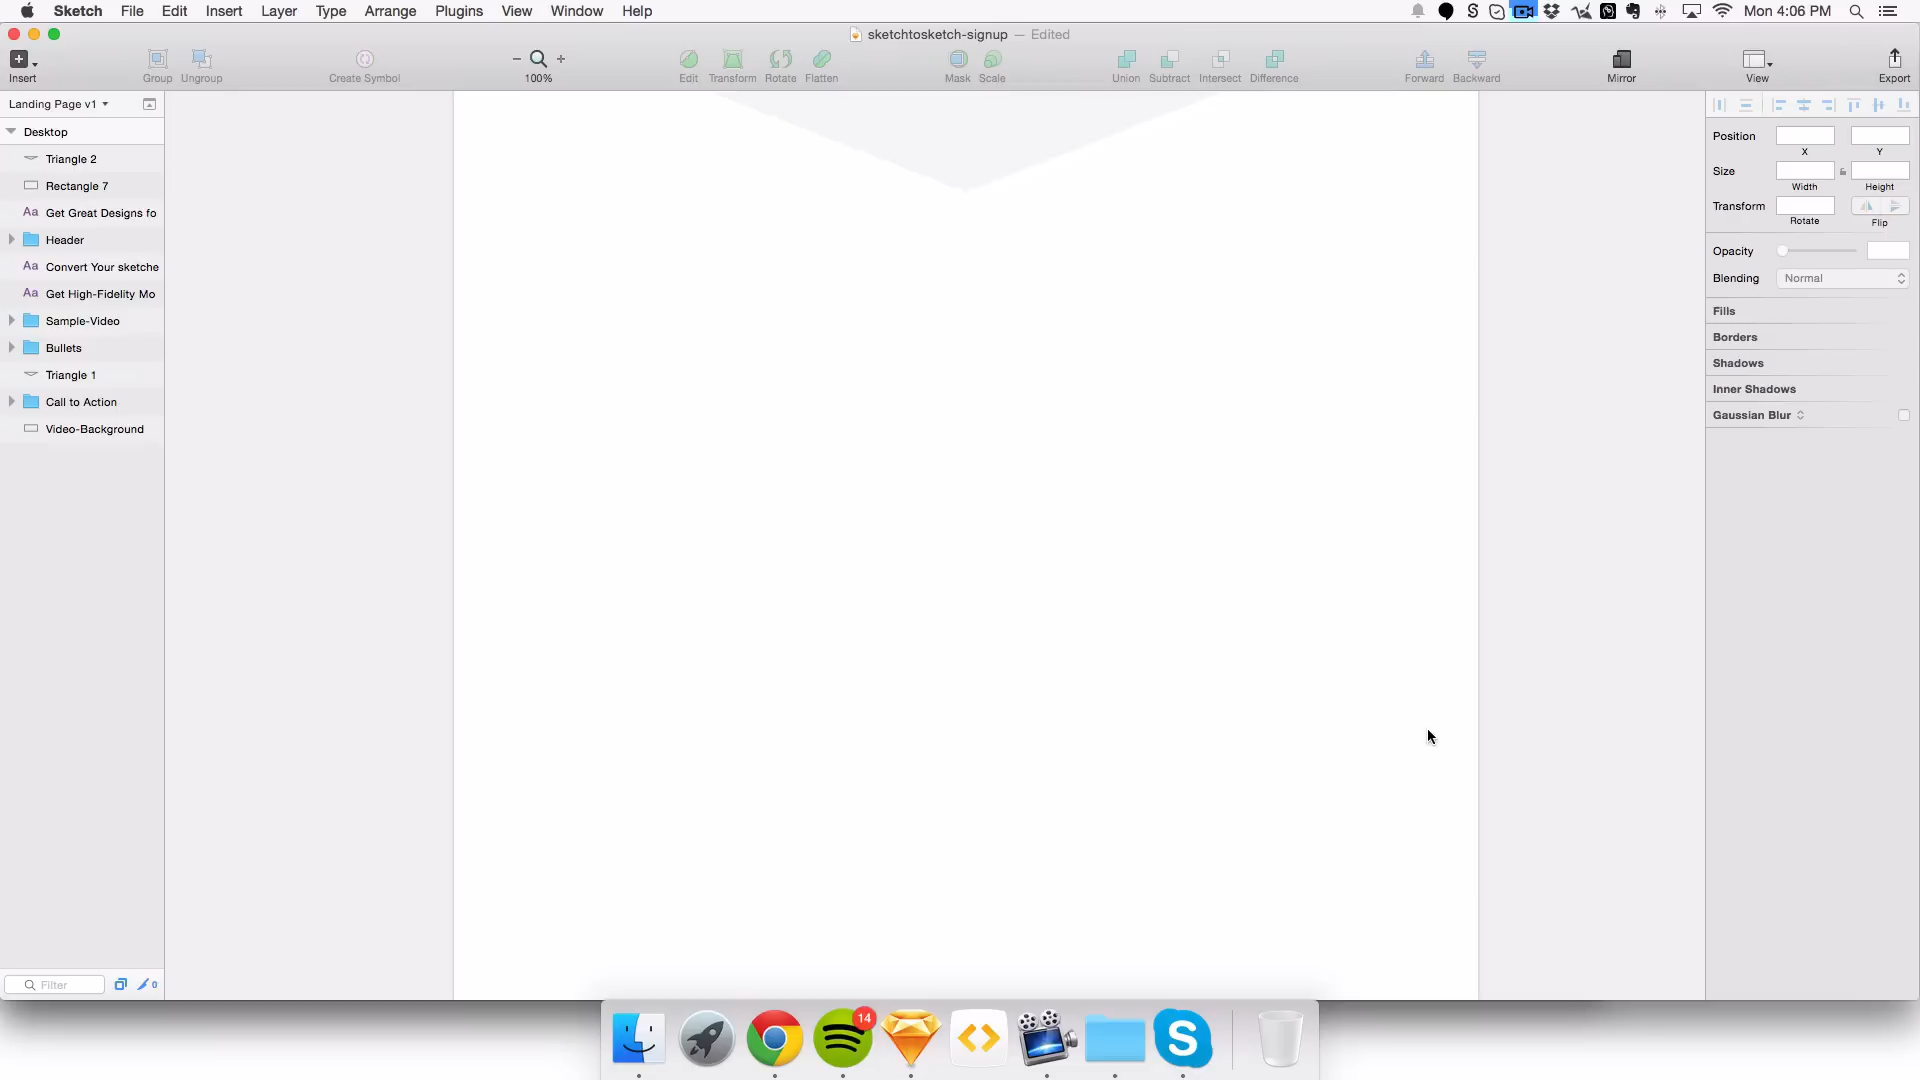 Sketch File Edit Insert Layer Type Arrange Plugins View Window Help Mon 4:06 PM
sketchtosketch-signup — Edited
Insert Group Ungroup Create Symbol 100% Edit Transform Rotate Flatten Mask Scale Union Subtract Intersect Difference Forward Backward Mirror View Export
Landing Page v1
Desktop
Triangle 2
Rectangle 7
Aa Get Great Designs fo
Header
Aa Convert Your sketche
Aa Get High-Fidelity Mo
Sample-Video
Bullets
Triangle 1
Call to Action
Video-Background
Filter 0
Position
X Y
Size
Width Height
Transform
Rotate Flip
Opacity
Blending Normal
Fills
Borders
Shadows
Inner Shadows
Gaussian Blur
14